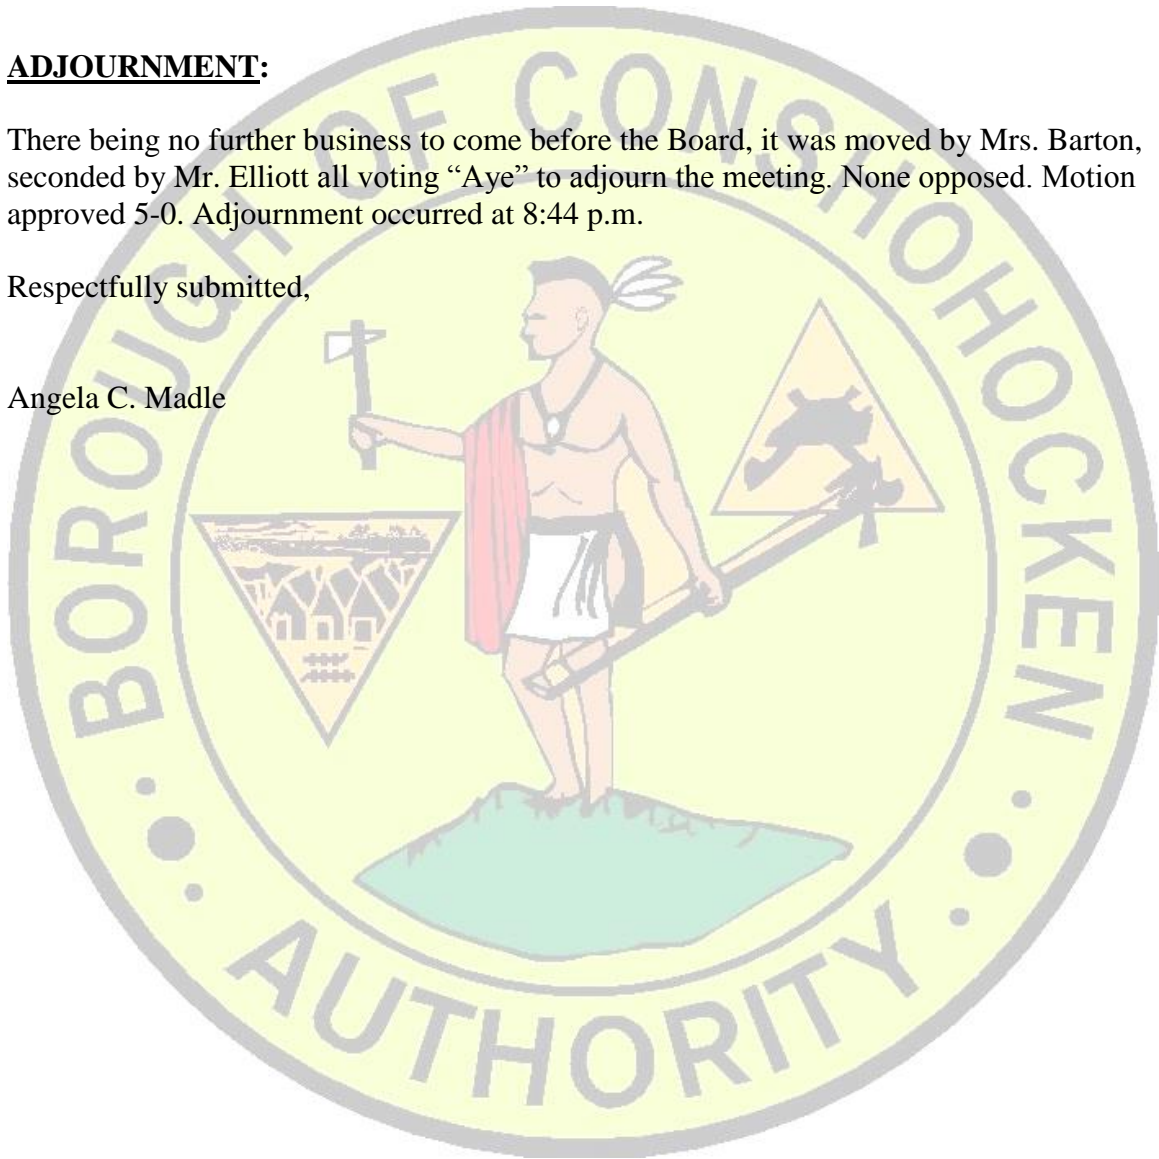 ADJOURNMENT:
There being no further business to come before the Board, it was moved by Mrs. Barton,
seconded by Mr. Elliott all voting “Aye” to adjourn the meeting. None opposed. Motion
approved 5-0. Adjournment occurred at 8:44 p.m.
Respectfully submitted,
Angela C. Madle
BOROUGH OF CONSHOHOCKEN
AUTHORITY